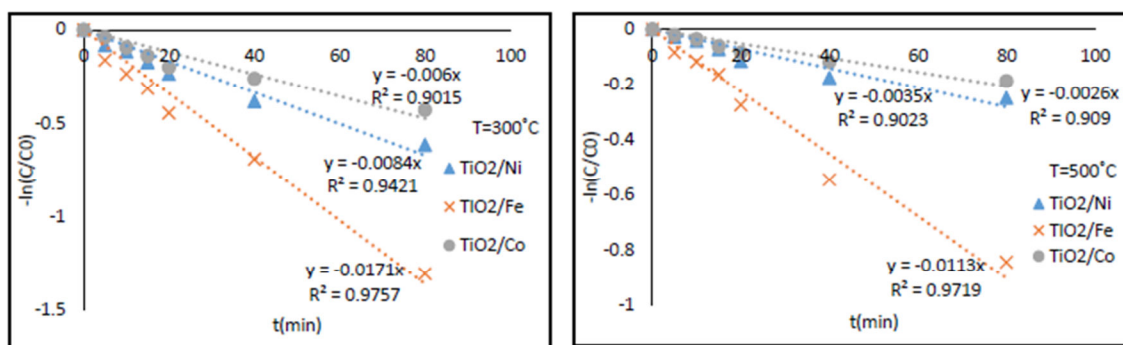 0
0
20
40
60
80
100
-0.5
-1
-1.5
-ln(C/C0)
t(min)
y = -0.006x
R² = 0.9015
T=300˚C
y = -0.0084x
R² = 0.9421
TiO2/Ni
TIO2/Fe
TiO2/Co
y = -0.0171x
R² = 0.9757
0
0
20
40
60
80
100
-0.2
-0.4
-0.6
-0.8
-1
-ln(C/C0)
t(min)
y = -0.0035x
R² = 0.9023
y = -0.0026x
R² = 0.909
T=500˚C
TiO2/Ni
TIO2/Fe
TiO2/Co
y = -0.0113x
R² = 0.9719